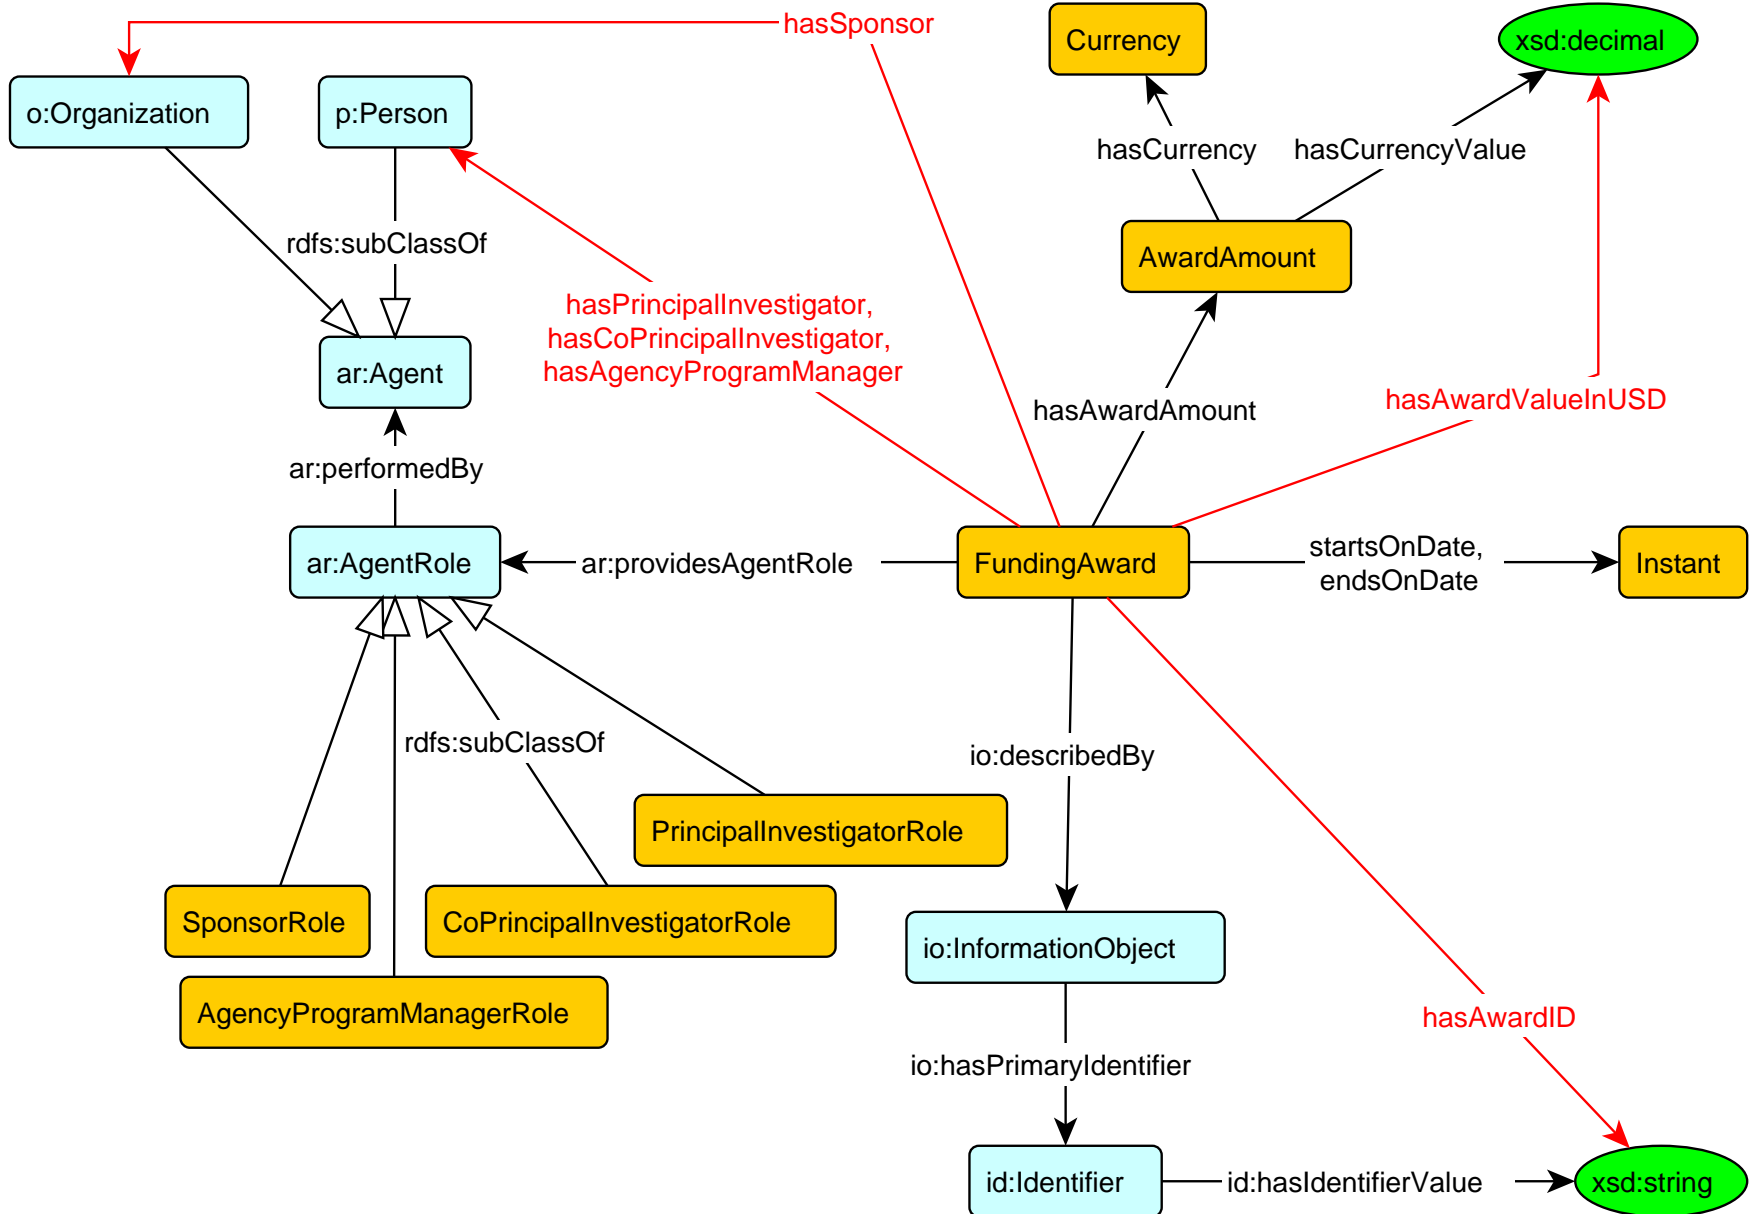 hasSponsor
Currency
xsd:decimal
o:Organization
p:Person
hasCurrency
hasCurrencyValue
rdfs:subClassOf
AwardAmount
hasPrincipalInvestigator,
hasCoPrincipalInvestigator,
hasAgencyProgramManager
ar:Agent
hasAwardAmount
hasAwardValueInUSD
ar:performedBy
ar:AgentRole
ar:providesAgentRole
FundingAward
startsOnDate,
endsOnDate
Instant
rdfs:subClassOf
io:describedBy
PrincipalInvestigatorRole
SponsorRole
CoPrincipalInvestigatorRole
io:InformationObject
AgencyProgramManagerRole
hasAwardID
io:hasPrimaryIdentifier
id:Identifier
id:hasIdentifierValue
xsd:string